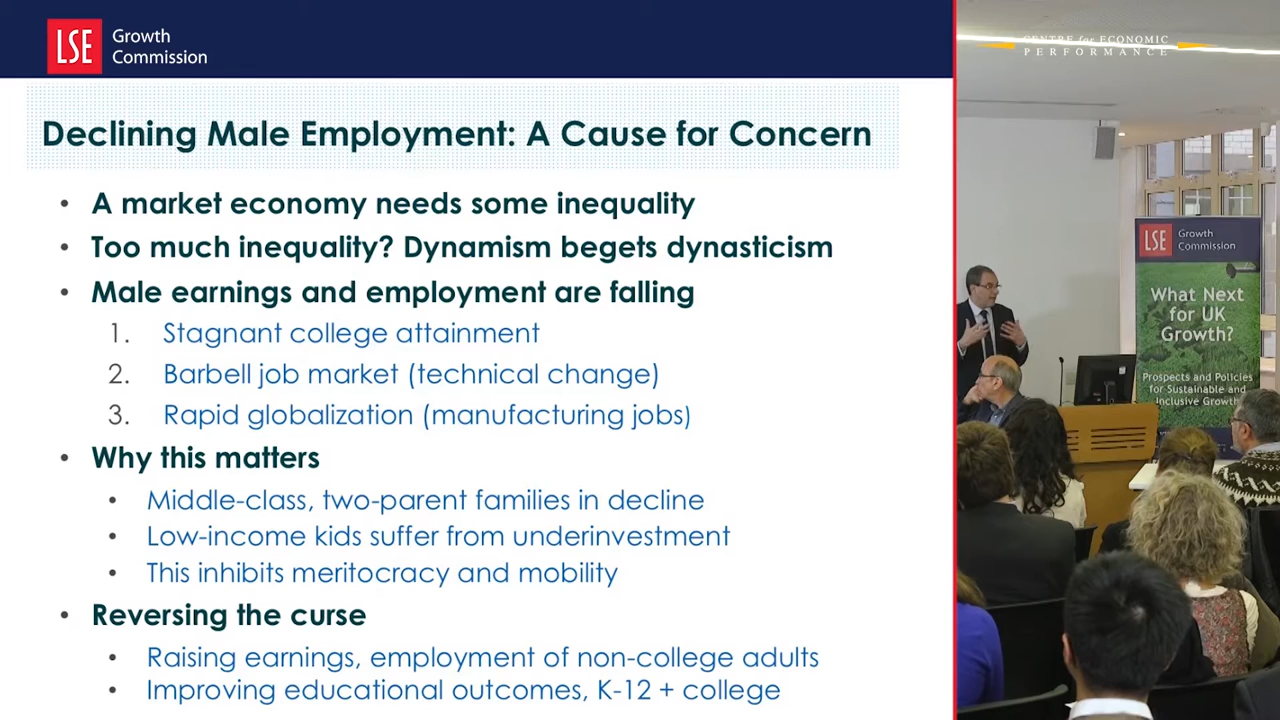 LSE Growth
Commission
Declining Male Employment: A Cause for Concern
• A market economy needs some inequality
• Too much inequality? Dynamism begets dynasticism
• Male earnings and employment are falling
1. Stagnant college attainment
2. Barbell job market (technical change)
3. Rapid globalization (manufacturing jobs)
• Why this matters
• Middle-class, two-parent families in decline
• Low-income kids suffer from underinvestment
• This inhibits meritocracy and mobility
• Reversing the curse
• Raising earnings, employment of non-college adults
• Improving educational outcomes, K-12 + college
CENTRE for ECONOMIC
PERFORMANCE
LSE Growth
Commission
What Next
for UK
Growth?
Prospects and Policies
for Sustainable and
Inclusive Growth